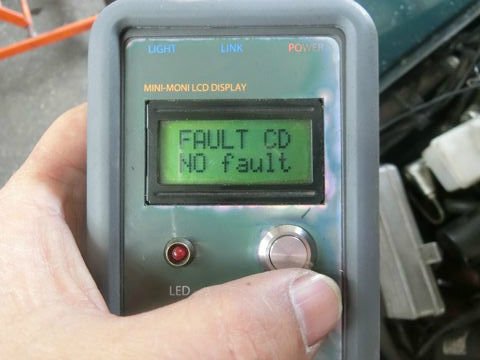 LIGHT LINK POWER
MINI-MONI LCD DISPLAY
FAULT CD
NO fault
LED